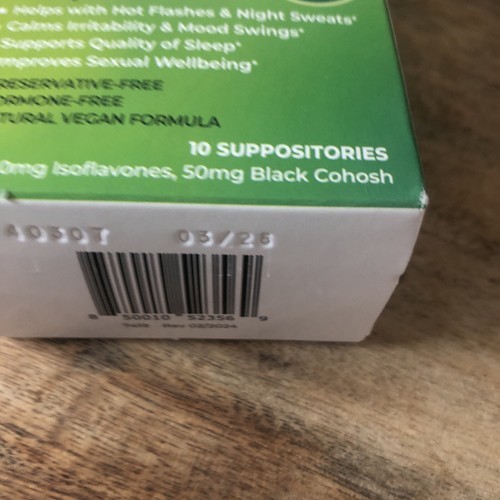 • Helps with Hot Flashes & Night Sweats*
Calms Irritability & Mood Swings*
Supports Quality of Sleep*
mproves Sexual Wellbeing*
RESERVATIVE-FREE
ORMONE-FREE
TURAL VEGAN FORMULA
10 SUPPOSITORIES
0mg Isoflavones, 50mg Black Cohosh
40307 03/26
8 50010 52356 9
Rev 02/2024